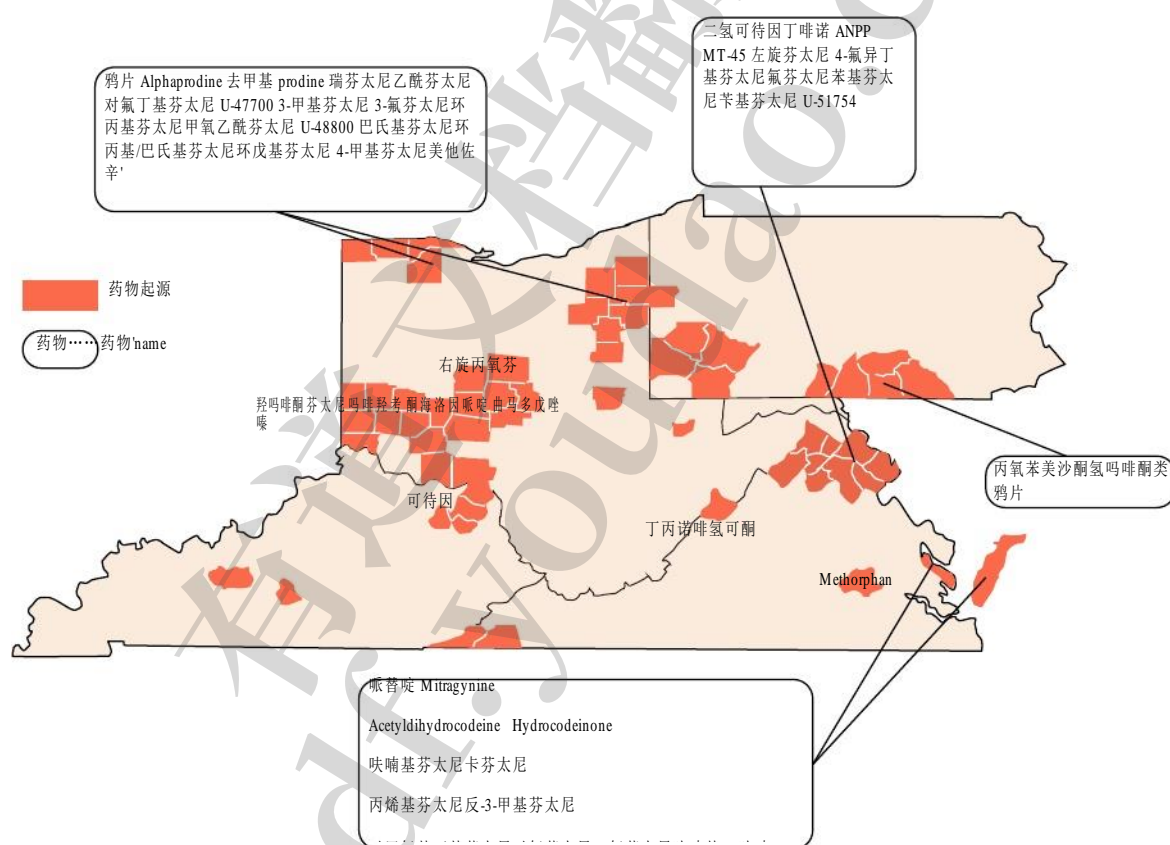 二氢可待因丁啡诺 ANPP
MT-45 左旋芬太尼 4-氟异丁
基芬太尼氟芬太尼苯基芬太
尼苄基芬太尼 U-51754
鸦片 Alphaprodine 去甲基 prodine 瑞芬太尼乙酰芬太尼
对氟丁基芬太尼 U-47700 3-甲基芬太尼 3-氟芬太尼环
丙基芬太尼甲氧乙酰芬太尼 U-48800 巴氏基芬太尼环
丙基/巴氏基芬太尼环戊基芬太尼 4-甲基芬太尼美他佐
辛'
药物起源
药物……药物'name
右旋丙氧芬
羟吗啡酮芬太尼吗啡羟考 酮海洛因哌啶 曲马多戊唑
嗪
丙氧苯美沙酮氢吗啡酮类
鸦片
可待因
丁丙诺啡氢可酮
Methorphan
哌替啶 Mitragynine
Acetyldihydrocodeine Hydrocodeinone
呋喃基芬太尼卡芬太尼
丙烯基芬太尼反-3-甲基芬太尼
有道文档翻译
pdf.youdao.c